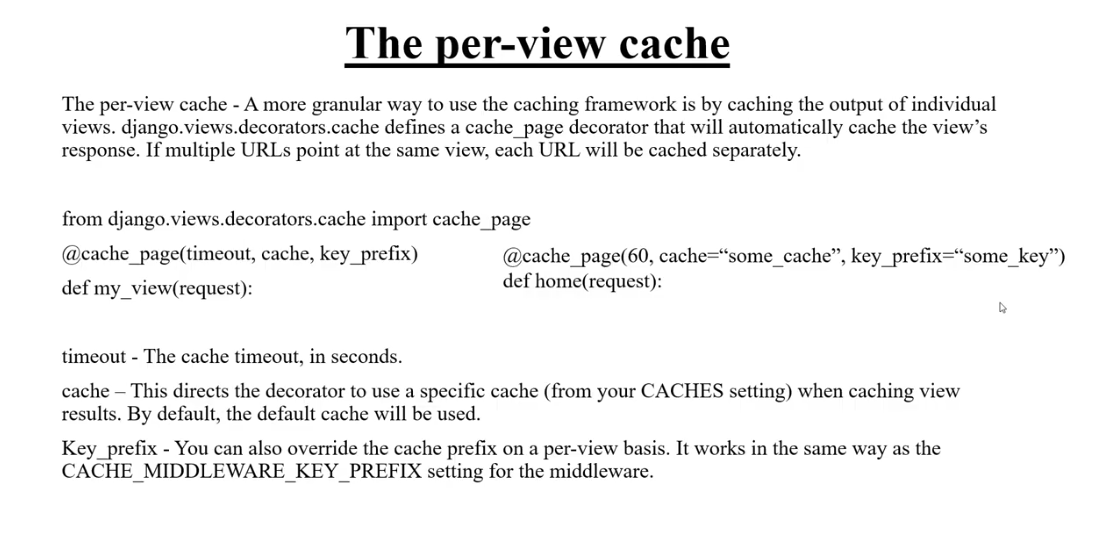 The per-view cache
The per-view cache - A more granular way to use the caching framework is by caching the output of individual
views. django.views.decorators.cache defines a cache_page decorator that will automatically cache the view’s
response. If multiple URLs point at the same view, each URL will be cached separately.
from django.views.decorators.cache import cache_page
@cache_page(timeout, cache, key_prefix)
def my_view(request):
@cache_page(60, cache=“some_cache”, key_prefix=“some_key”)
def home(request):
timeout - The cache timeout, in seconds.
cache – This directs the decorator to use a specific cache (from your CACHES setting) when caching view
results. By default, the default cache will be used.
Key_prefix - You can also override the cache prefix on a per-view basis. It works in the same way as the
CACHE_MIDDLEWARE_KEY_PREFIX setting for the middleware.